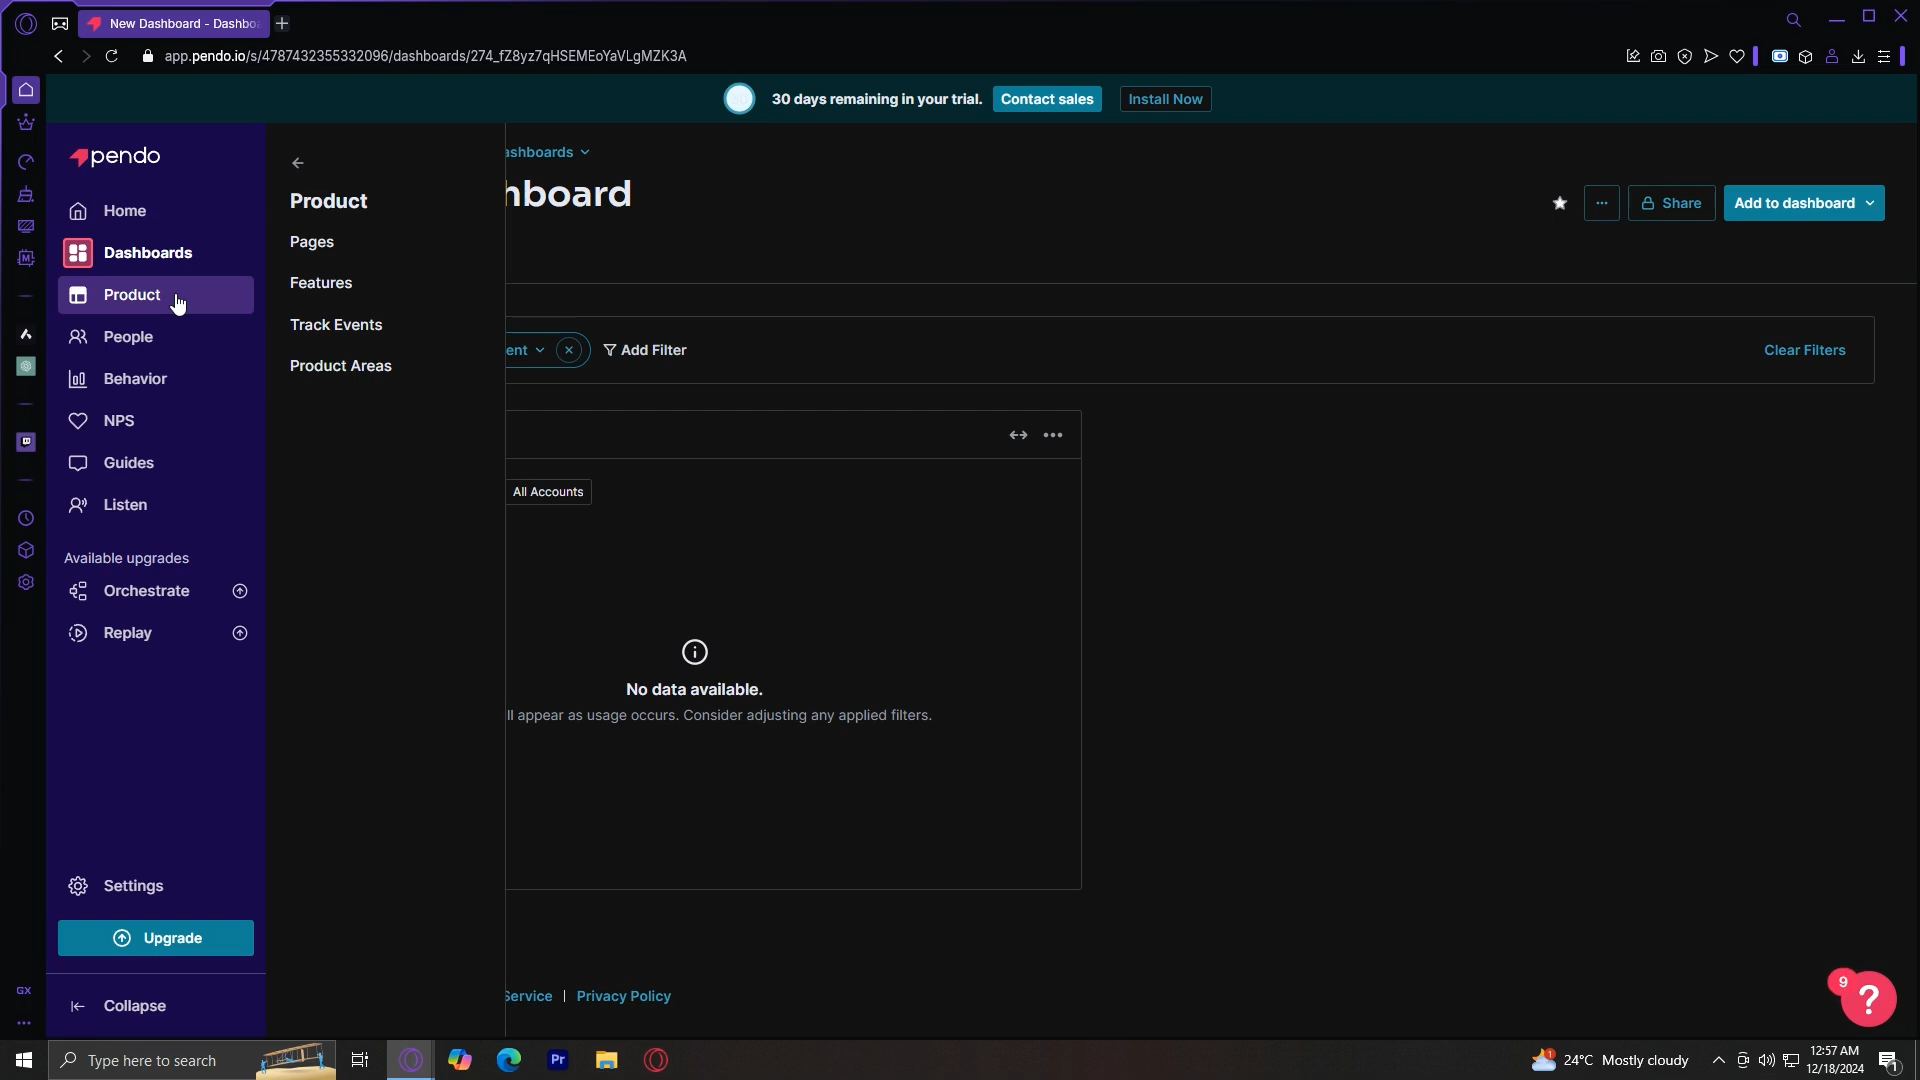 New Dashboard - Dashbo
app.pendo.io/s/4787432355332096/dashboards/274_fZ8yz7qHSEMEoYaVLgMZK3A
30 days remaining in your trial.
Contact sales
Install Now
pendo
Home
Dashboards
Product
People
Behavior
NPS
Guides
Listen
Available upgrades
Orchestrate
Replay
Settings
Upgrade
Collapse
Product
Pages
Features
Track Events
Product Areas
ashboards
hboard
Share
Add to dashboard
ent
Add Filter
Clear Filters
All Accounts
No data available.
ll appear as usage occurs. Consider adjusting any applied filters.
Service | Privacy Policy
9
?
GX
M
Type here to search
Pr
1
24°C Mostly cloudy
12:57 AM
12/18/2024
1